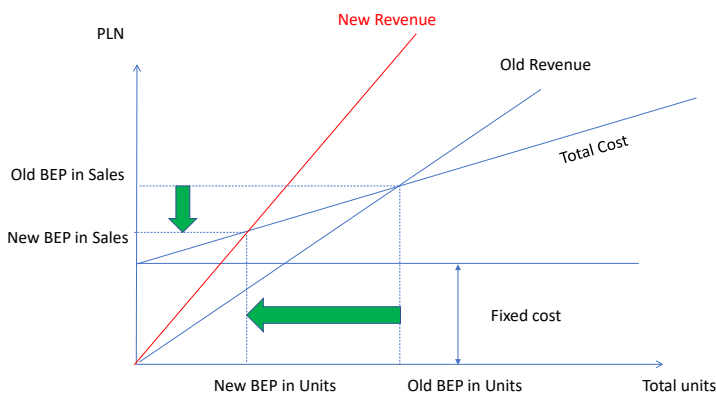 New Revenue
PLN
Old Revenue
Total Cost
Old BEP in Sales
New BEP in Sales
Fixed cost
New BEP in Units
Old BEP in Units
Total units